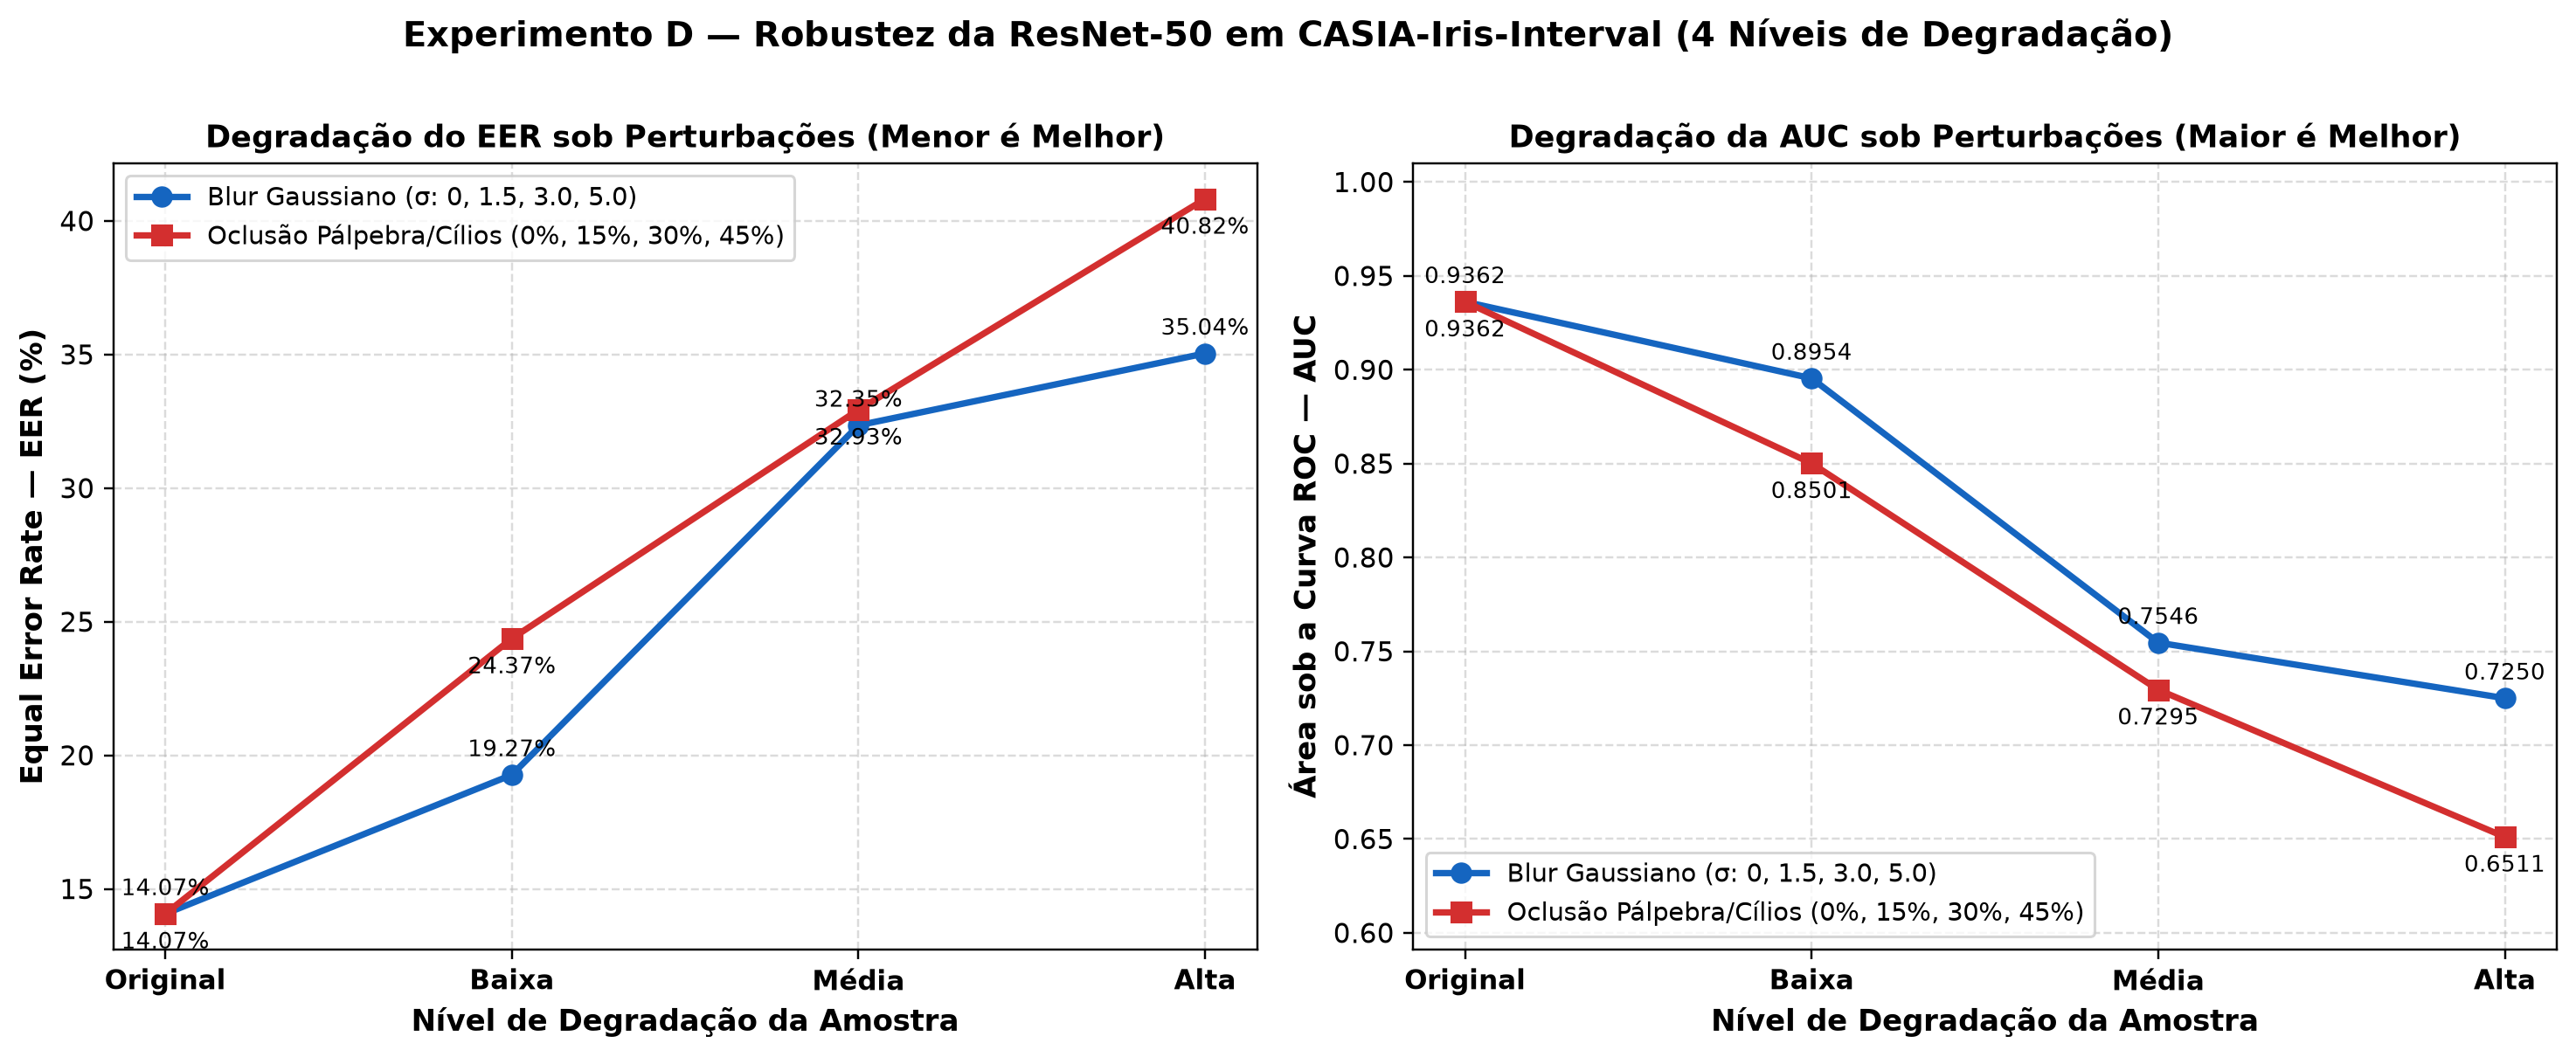 Experimento D — Robustez da ResNet-50 em CASIA-Iris-Interval (4 Níveis de Degradação)
Degradação do EER sob Perturbações (Menor é Melhor)
Equal Error Rate — EER (%)
40
35
30
25
20
15
Blur Gaussiano (σ: 0, 1.5, 3.0, 5.0)
Oclusão Pálpebra/Cílios (0%, 15%, 30%, 45%)
40.82%
35.04%
32.35%
32.93%
24.37%
19.27%
14.07%
14.07%
Original
Baixa
Média
Alta
Nível de Degradação da Amostra
Degradação da AUC sob Perturbações (Maior é Melhor)
Área sob a Curva ROC — AUC
1.00
0.95
0.90
0.85
0.80
0.75
0.70
0.65
0.60
0.9362
0.9362
0.8954
0.8501
0.7546
0.7295
0.7250
0.6511
Blur Gaussiano (σ: 0, 1.5, 3.0, 5.0)
Oclusão Pálpebra/Cílios (0%, 15%, 30%, 45%)
Original
Baixa
Média
Alta
Nível de Degradação da Amostra